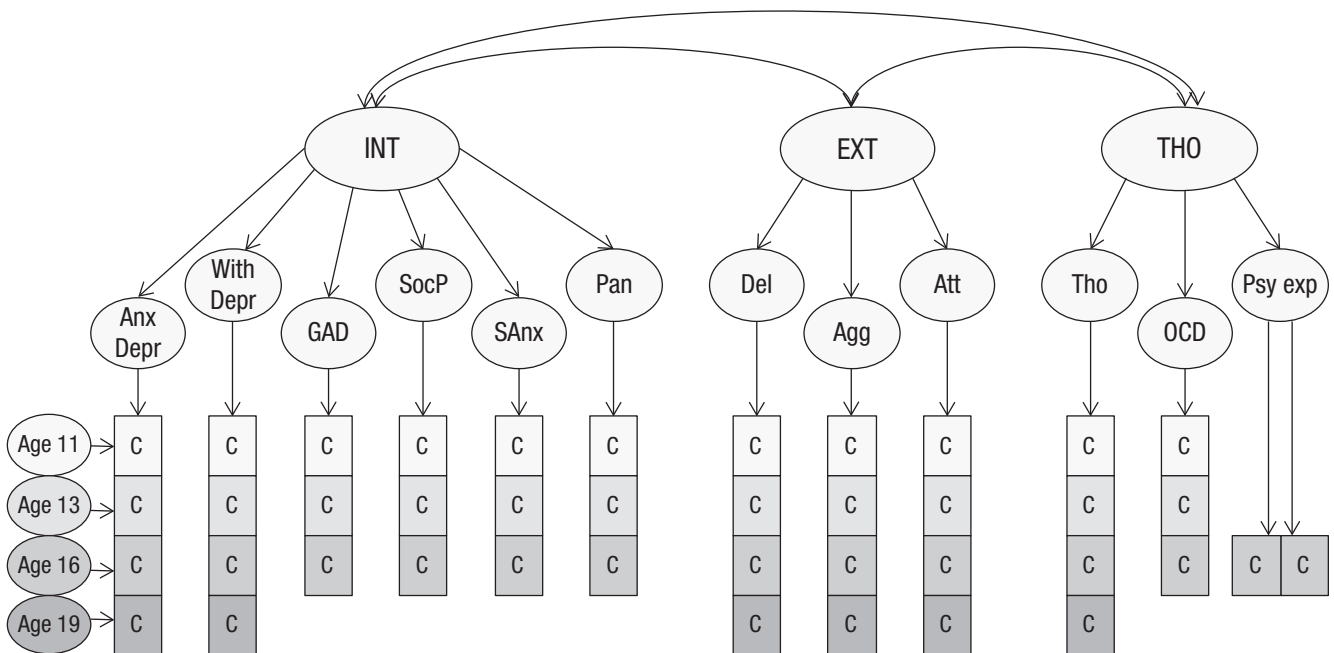 INT EXT THO
With Depr SocP Pan Del Att Tho Psy exp
Anx Depr GAD SAnx Agg OCD
Age 11 C C C C C C C C C C C
Age 13 C C C C C C C C C C C
Age 16 C C C C C C C C C C C C C
Age 19 C C C C C C